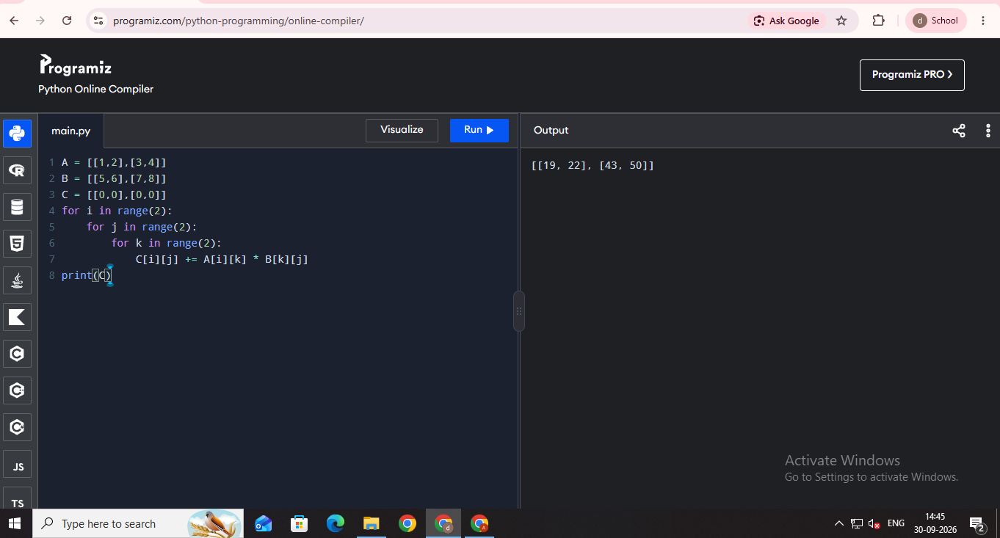 programiz.com/python-programming/online-compiler/
Ask Google
d School
Programiz
Python Online Compiler
Programiz PRO ❯
main.py
Visualize
Run
Output
1 A = [[1,2],[3,4]]
2 B = [[5,6],[7,8]]
3 C = [[0,0],[0,0]]
4 for i in range(2):
5     for j in range(2):
6         for k in range(2):
7             C[i][j] += A[i][k] * B[k][j]
8 print(C)
[[19, 22], [43, 50]]
R
5
C
C
C
JS
TS
Activate Windows
Go to Settings to activate Windows.
Type here to search
d
A
ENG
14:45
30-09-2026
2